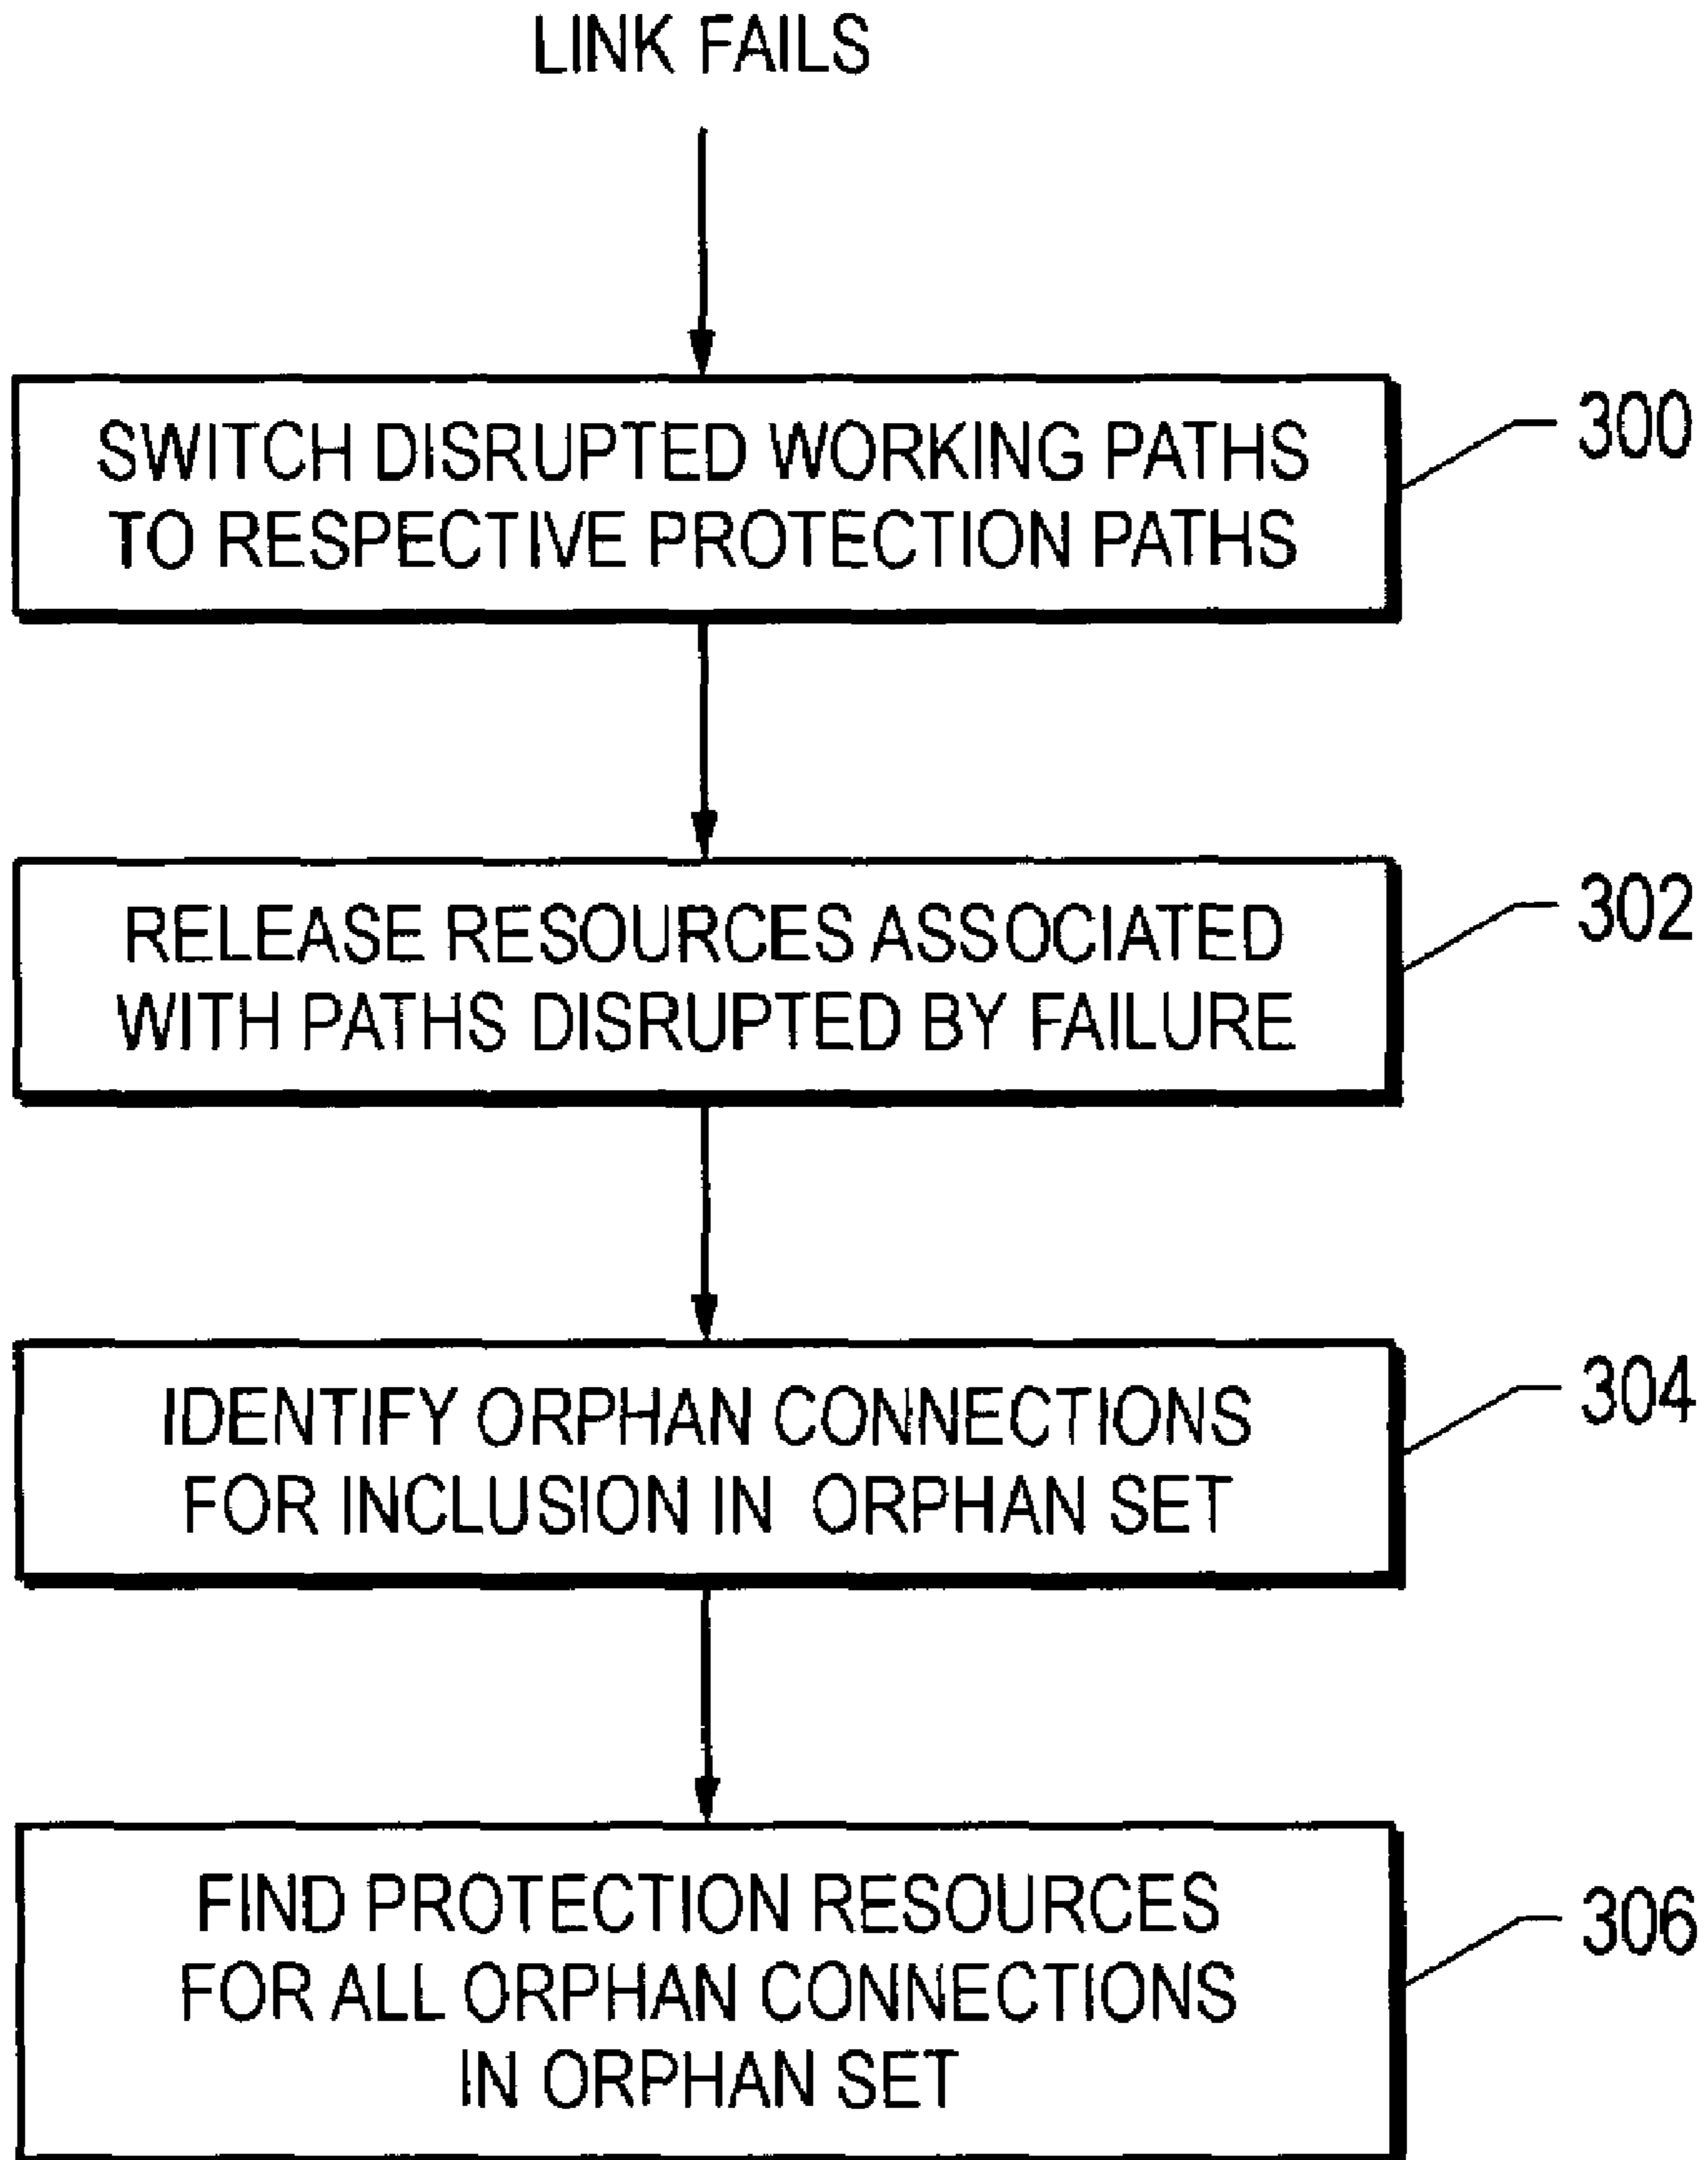 LINK FAILS
SWITCH DISRUPTED WORKING PATHS
TO RESPECTIVE PROTECTION PATHS
300
RELEASE RESOURCES ASSOCIATED
WITH PATHS DISRUPTED BY FAILURE
302
IDENTIFY ORPHAN CONNECTIONS
FOR INCLUSION IN ORPHAN SET
304
FIND PROTECTION RESOURCES
FOR ALL ORPHAN CONNECTIONS
IN ORPHAN SET
306